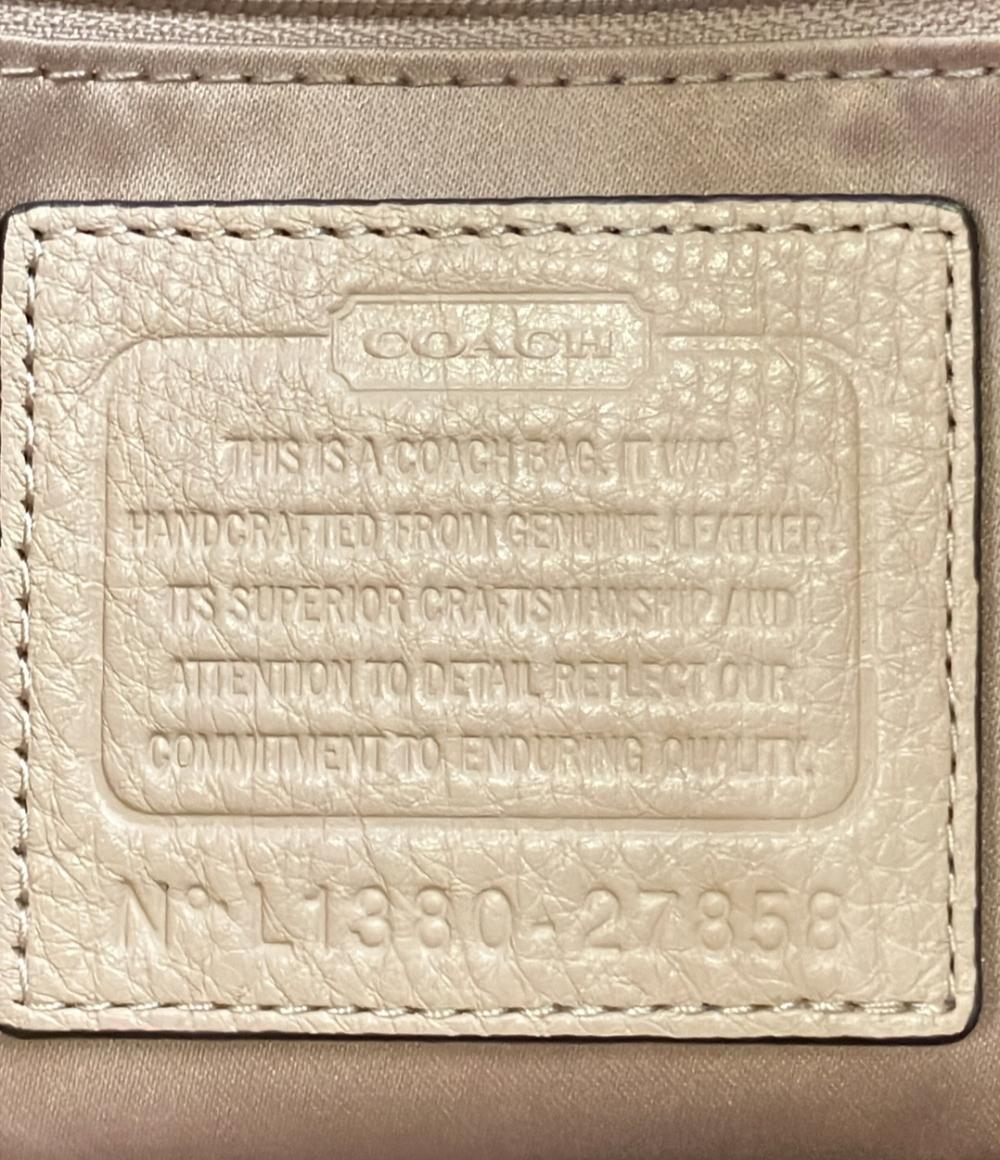 COACH
THIS IS A COACH BAG. IT WAS
HANDCRAFTED FROM GENUINE LEATHER.
ITS SUPERIOR CRAFTSMANSHIP AND
ATTENTION TO DETAIL REFLECT OUR
COMMITMENT TO ENDURING QUALITY.
Nº L1380-27858